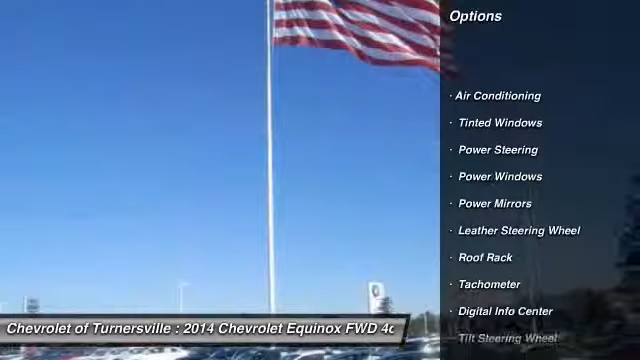 Options
· Air Conditioning
· Tinted Windows
· Power Steering
· Power Windows
· Power Mirrors
· Leather Steering Wheel
· Roof Rack
· Tachometer
· Digital Info Center
· Tilt Steering Wheel
Chevrolet of Turnersville : 2014 Chevrolet Equinox FWD 4d